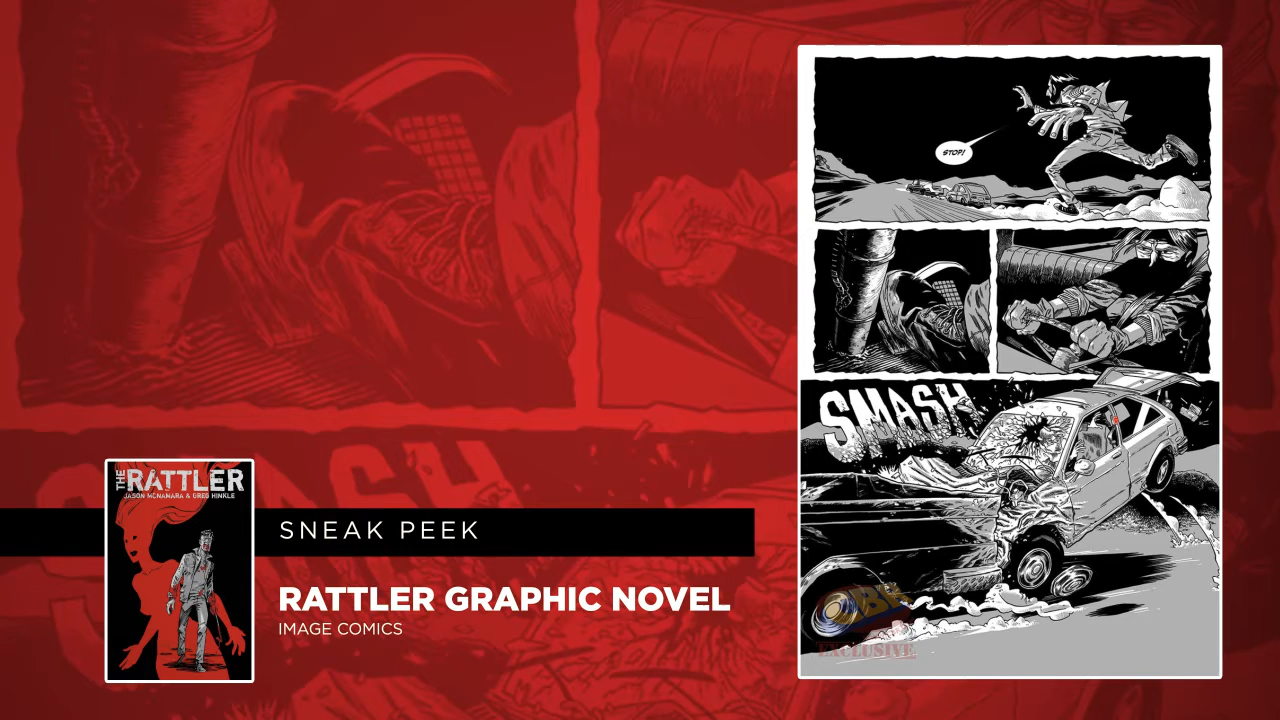 THE RATTLER
JASON MCNAMARA & GREG HINKLE
SNEAK PEEK
RATTLER GRAPHIC NOVEL
IMAGE COMICS
STOP!
SMASH
EXCLUSIVE